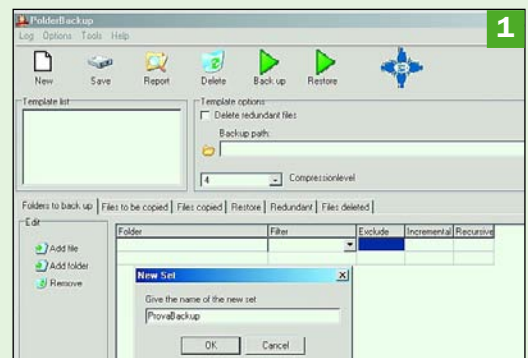 PolderBackup
1
Log Options Tools Help
New Save Report Delete Back up Restore
Template list
Template options
Delete redundant files
Backup path:
4 Compressionlevel
Folders to back up Files to be copied Files copied Restore Redundant Files deleted
Edit
Folder Filter Exclude Incremental Recursive
Add file
Add folder
Remove
New Set
Give the name of the new set
ProvaBackup
OK Cancel